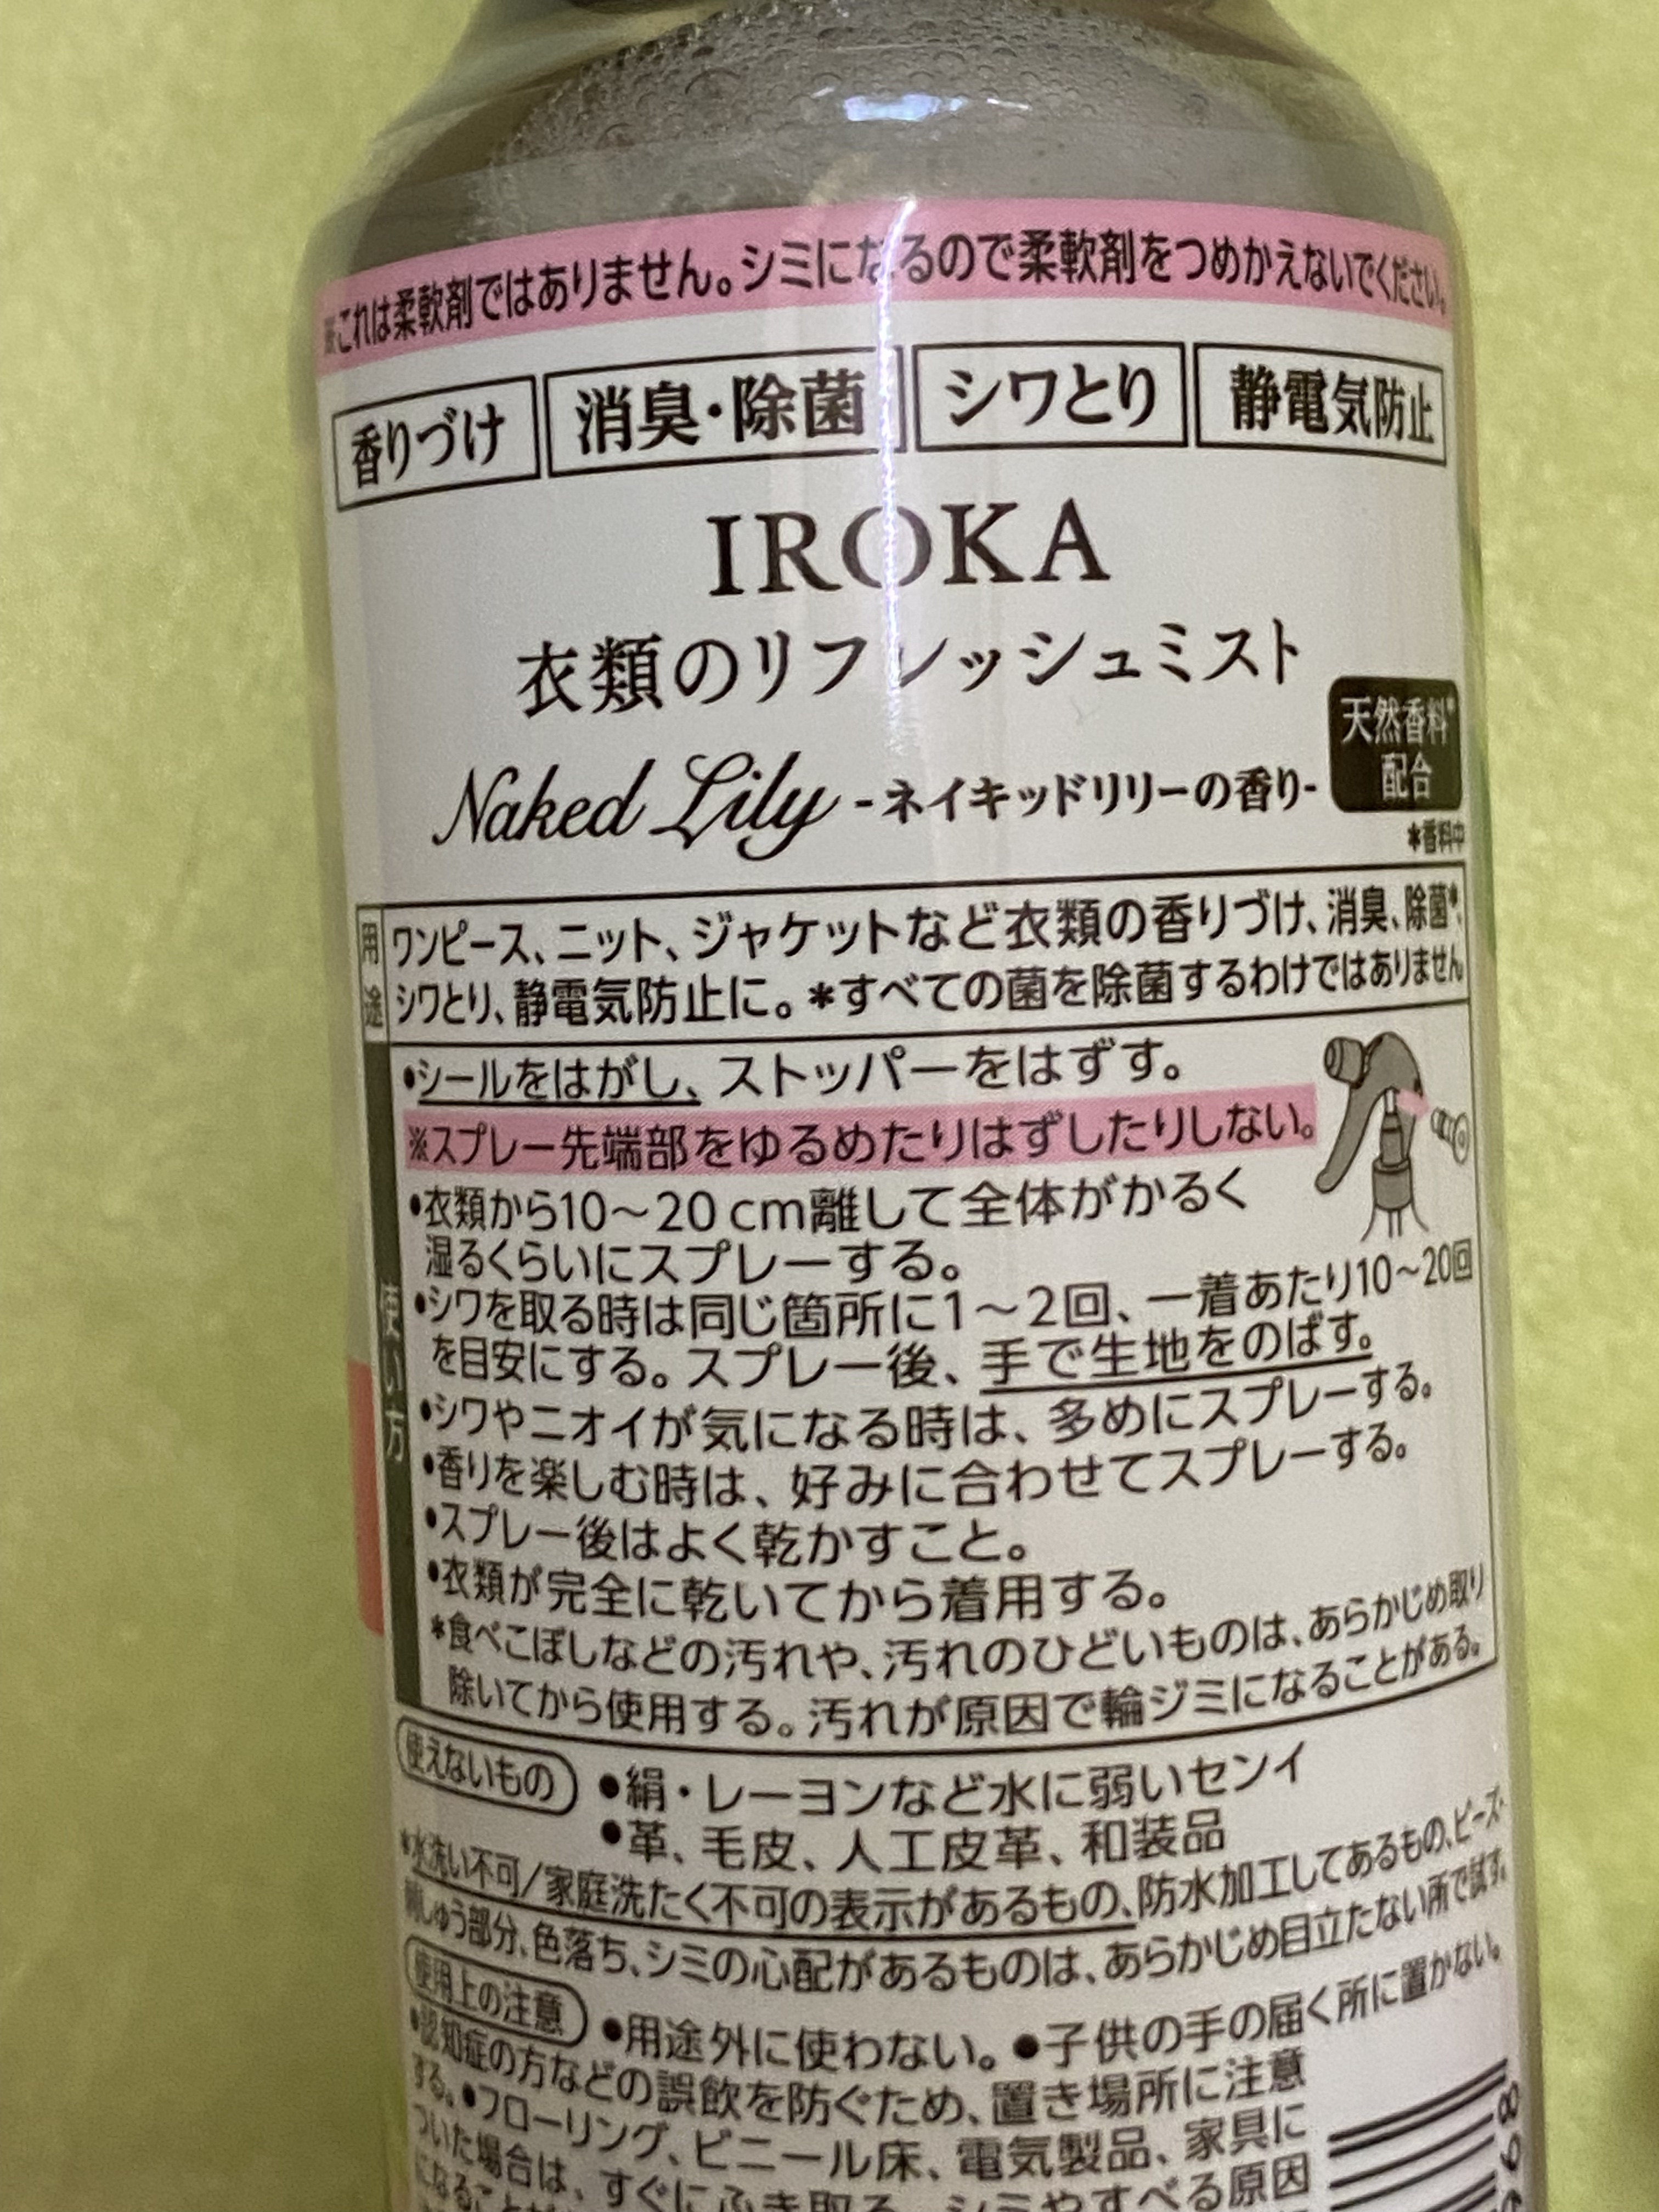 ※これは柔軟剤ではありません。シミになるので柔軟剤をつめかえないでください。
香りづけ 消臭・除菌 シワとり 静電気防止
IROKA
衣類のリフレッシュミスト
天然香料*
配合
Naked Lily -ネイキッドリリーの香り-
*香料中
用途
ワンピース、ニット、ジャケットなど衣類の香りづけ、消臭、除菌*、
シワとり、静電気防止に。*すべての菌を除菌するわけではありません
使い方
•シールをはがし、ストッパーをはずす。
※スプレー先端部をゆるめたりはずしたりしない。
•衣類から10～20 cm離して全体がかるく
湿るくらいにスプレーする。
•シワを取る時は同じ箇所に1～2回、一着あたり10～20回
を目安にする。スプレー後、手で生地をのばす。
•シワやニオイが気になる時は、多めにスプレーする。
•香りを楽しむ時は、好みに合わせてスプレーする。
•スプレー後はよく乾かすこと。
•衣類が完全に乾いてから着用する。
*食べこぼしなどの汚れや、汚れのひどいものは、あらかじめ取り
除いてから使用する。汚れが原因で輪ジミになることがある。
使えないもの
●絹・レーヨンなど水に弱いセンイ
●革、毛皮、人工皮革、和装品
*水洗い不可/家庭洗たく不可の表示があるもの、防水加工してあるもの、ビーズ・
刺しゅう部分、色落ち、シミの心配があるものは、あらかじめ目立たない所で試す。
使用上の注意 ●用途外に使わない。●子供の手の届く所に置かない。
●認知症の方などの誤飲を防ぐため、置き場所に注意
する。●フローリング、ビニール床、電気製品、家具に
ついた場合は、すぐにふき取る。シミやすべる原因
になること